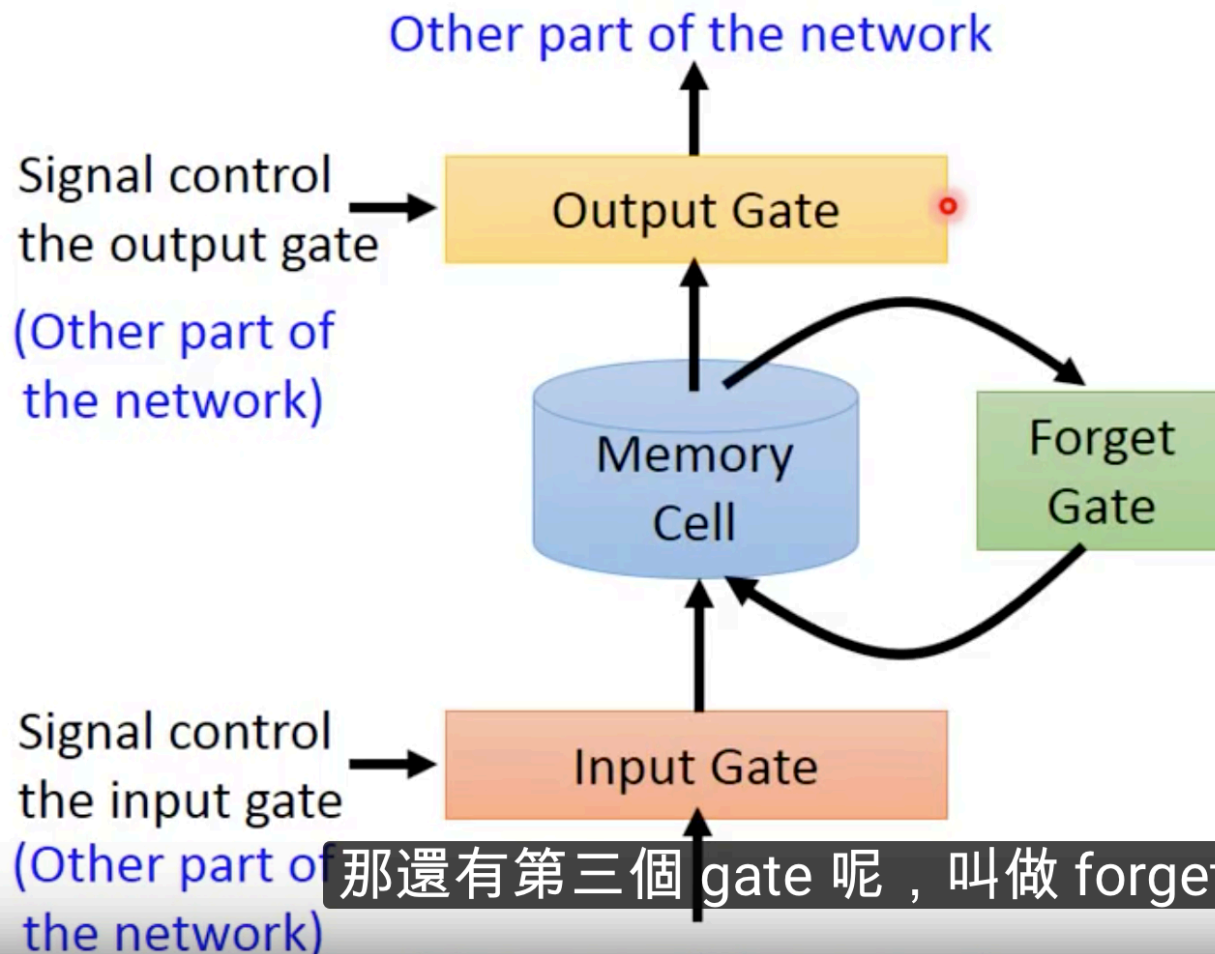 Other part of the network
Signal control
the output gate
(Other part of
the network)
Output Gate
Memory
Cell
Forget
Gate
Signal control
the input gate
(Other part of
the network)
Input Gate
那還有第三個 gate 呢，叫做 forget